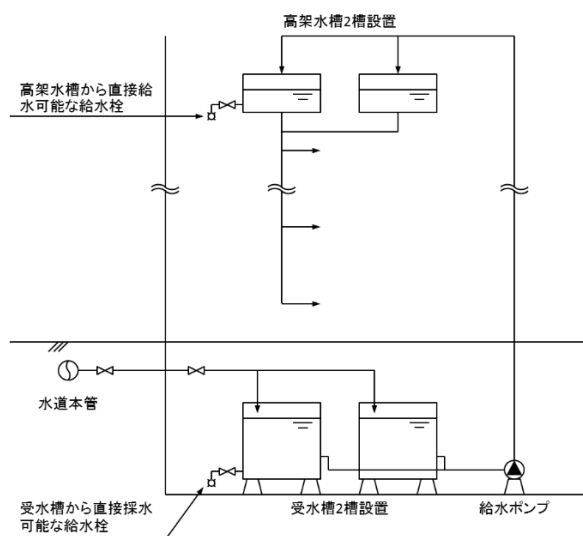 高架水槽2槽設置
高架水槽から直接給
水可能な給水栓
水道本管
受水槽から直接採水
可能な給水栓
受水槽2槽設置
給水ポンプ